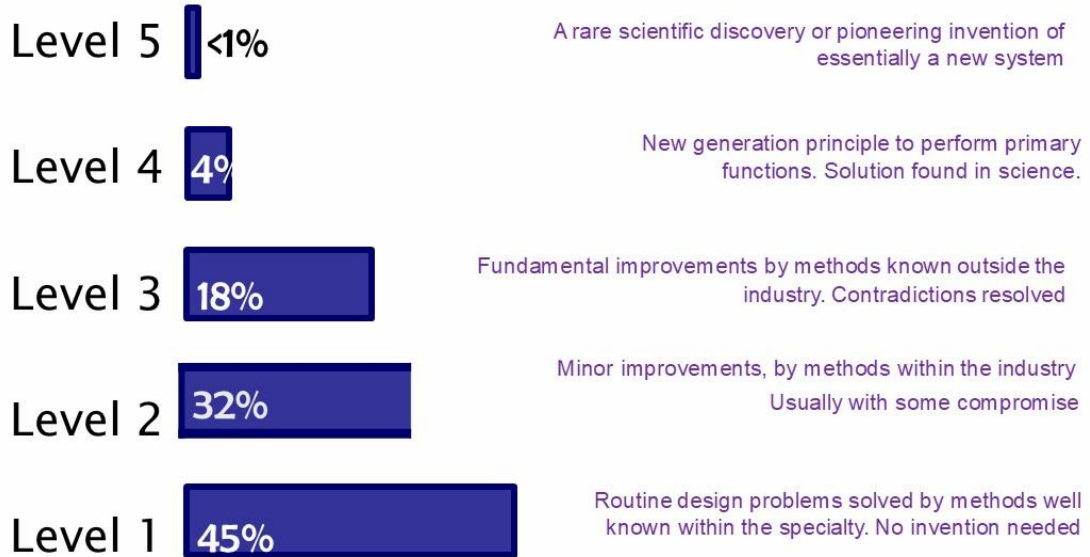 Level 5 <1% A rare scientific discovery or pioneering invention of
essentially a new system
Level 4 4% New generation principle to perform primary
functions. Solution found in science.
Level 3 18% Fundamental improvements by methods known outside the
industry. Contradictions resolved
Level 2 32% Minor improvements, by methods within the industry
Usually with some compromise
Level 1 45% Routine design problems solved by methods well
known within the specialty. No invention needed